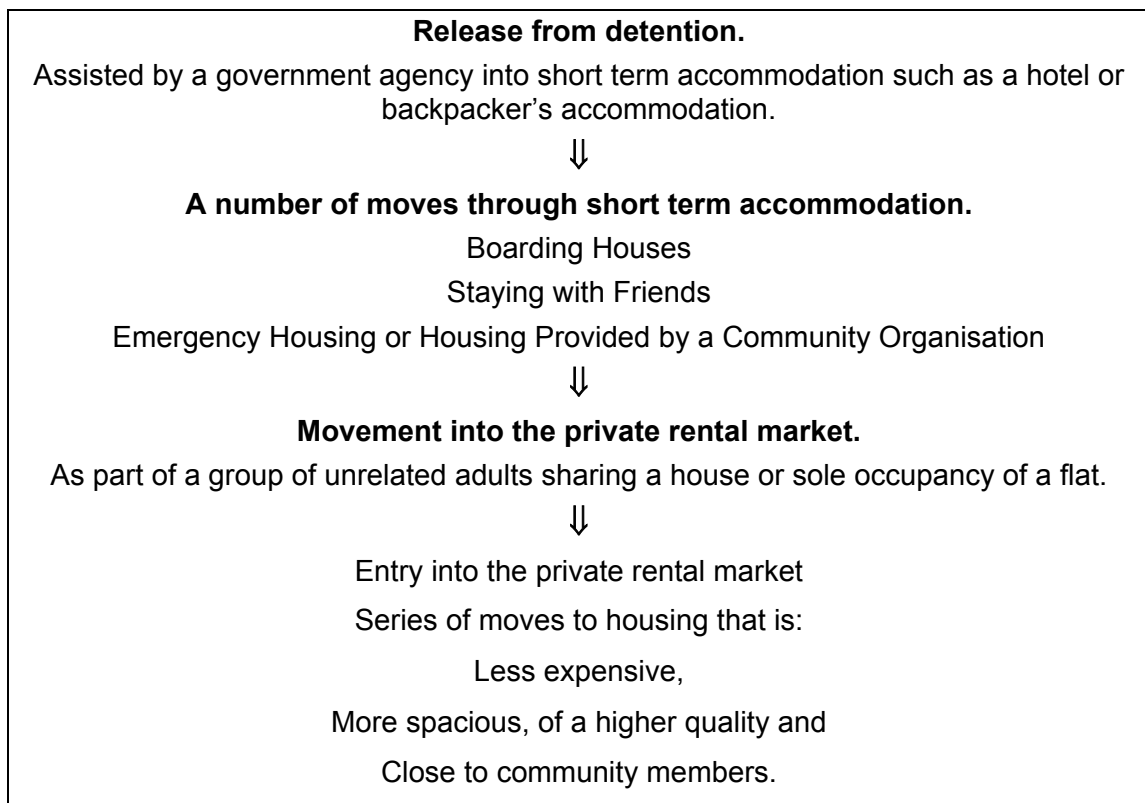 Release from detention.
Assisted by a government agency into short term accommodation such as a hotel or
backpacker’s accommodation.
⇓
A number of moves through short term accommodation.
Boarding Houses
Staying with Friends
Emergency Housing or Housing Provided by a Community Organisation
⇓
Movement into the private rental market.
As part of a group of unrelated adults sharing a house or sole occupancy of a flat.
⇓
Entry into the private rental market
Series of moves to housing that is:
Less expensive,
More spacious, of a higher quality and
Close to community members.